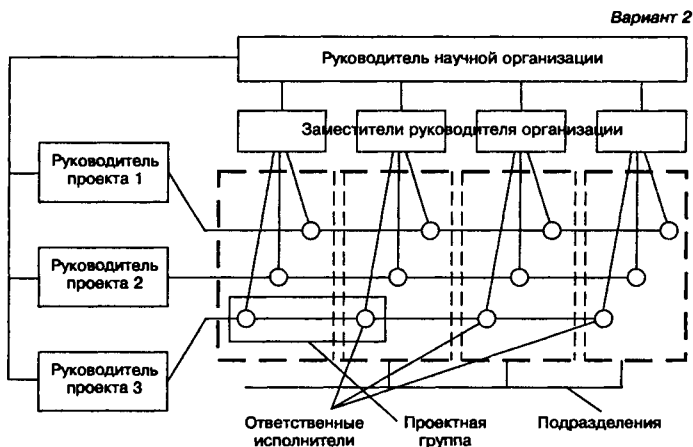 Вариант 2
Руководитель научной организации
Заместители руководителя организации
Руководитель
проекта 1
Руководитель
проекта 2
Руководитель
проекта 3
Ответственные
исполнители
Проектная
группа
Подразделения